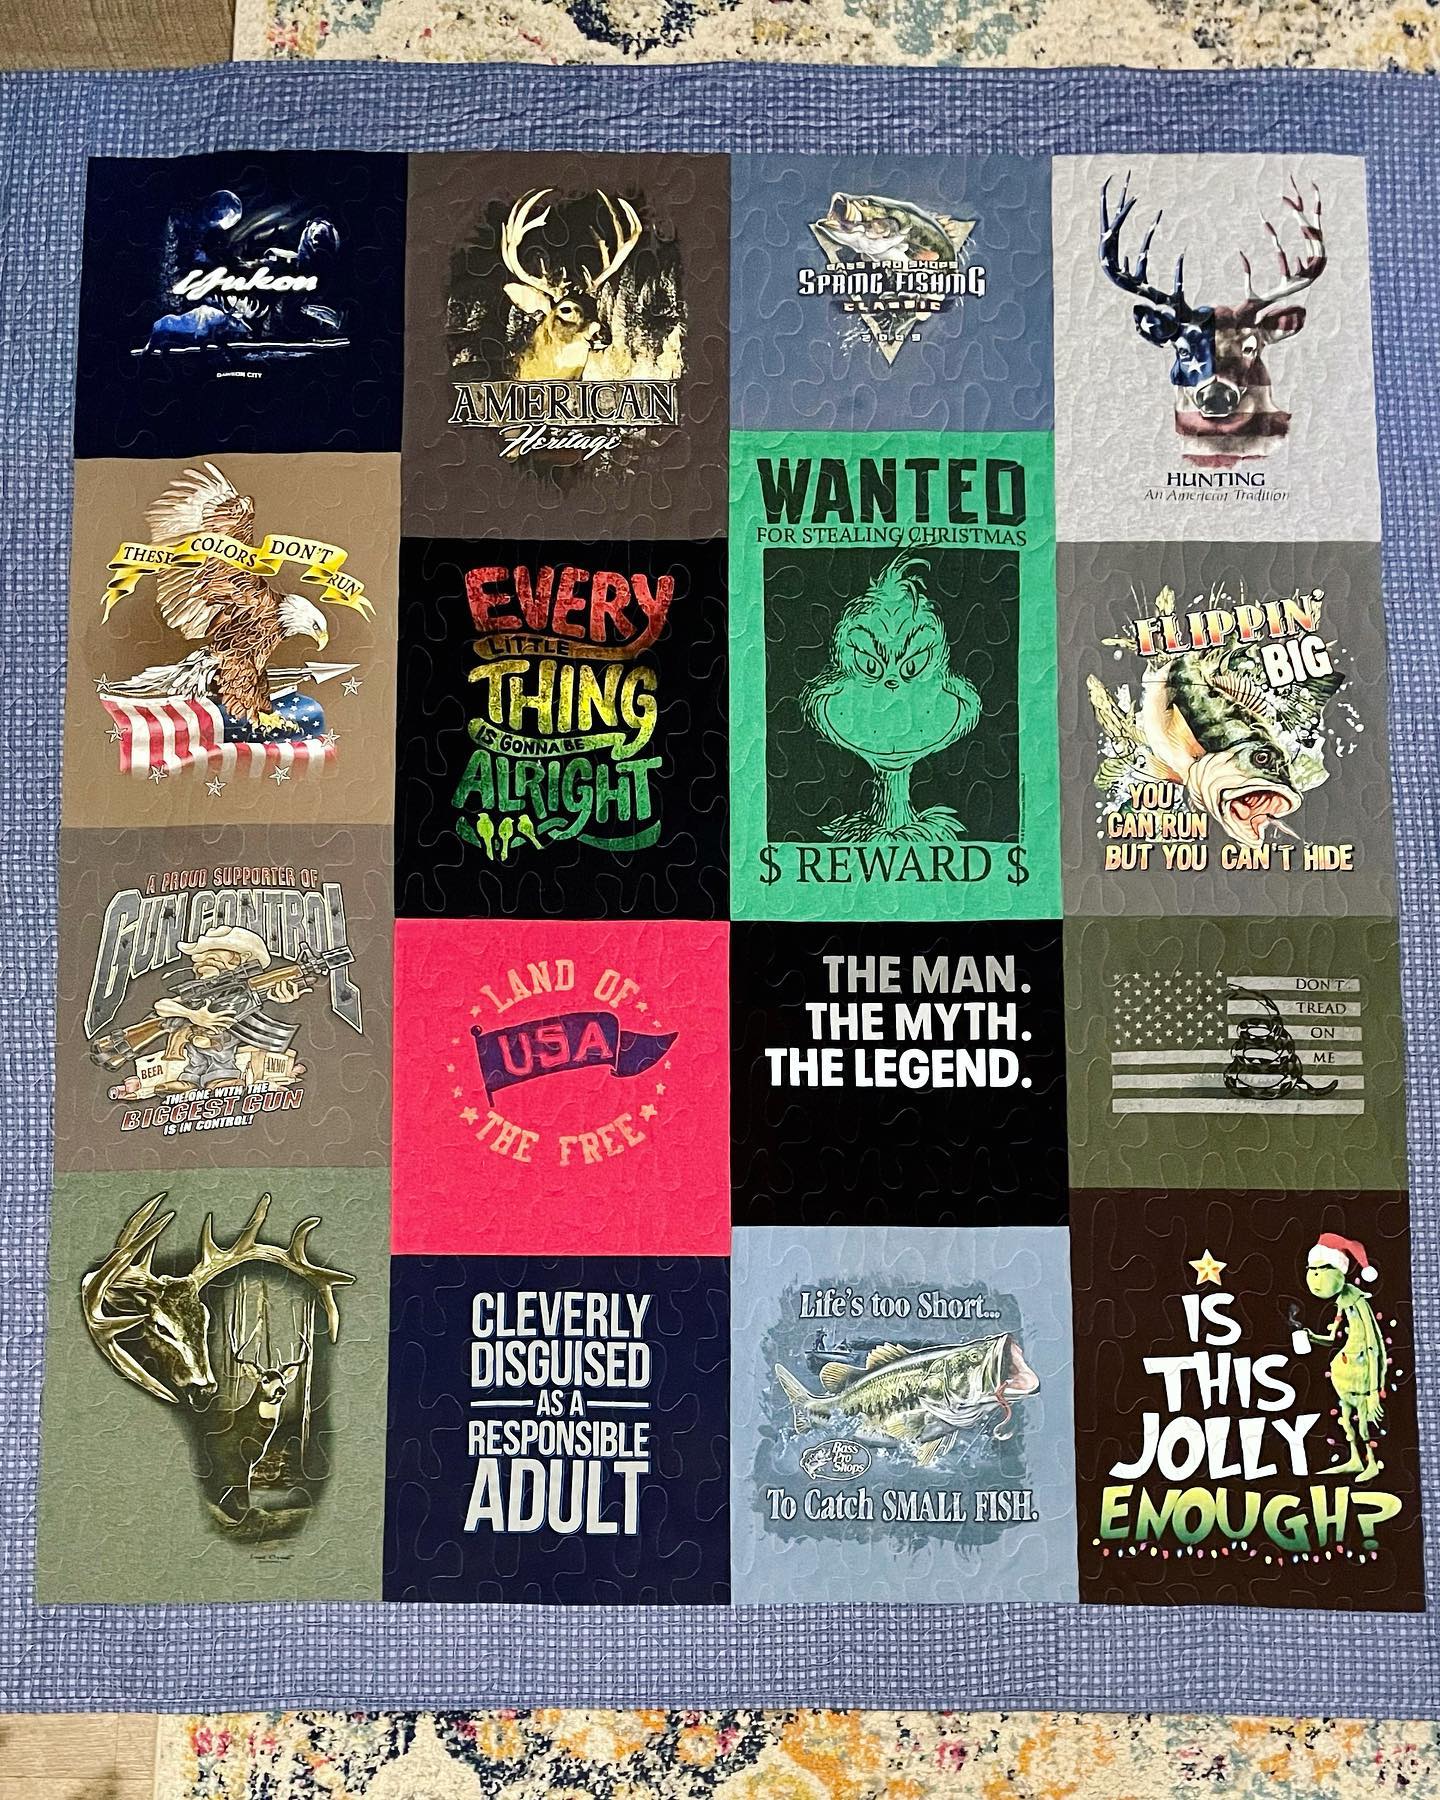 Yukon
DAWSON CITY
AMERICAN
Heritage
BASS PRO SHOPS
SPRING FISHING
CLASSIC
HUNTING
An American Tradition
THESE COLORS DON'T RUN
EVERY
LITTLE
THING
IS GONNA BE
ALRIGHT
WANTED
FOR STEALING CHRISTMAS
$ REWARD $
FLIPPIN'
BIG
YOU
CAN RUN
BUT YOU CAN'T HIDE
A PROUD SUPPORTER OF
GUN CONTROL
BEER
AMMO
THE ONE WITH THE
BIGGEST GUN
IS IN CONTROL!
LAND OF
USA
THE FREE
THE MAN.
THE MYTH.
THE LEGEND.
DON'T
TREAD
ON
ME
CLEVERLY
DISGUISED
AS A
RESPONSIBLE
ADULT
Life's too Short...
Bass
Pro
Shops
To Catch SMALL FISH.
IS
THIS
JOLLY
ENOUGH?